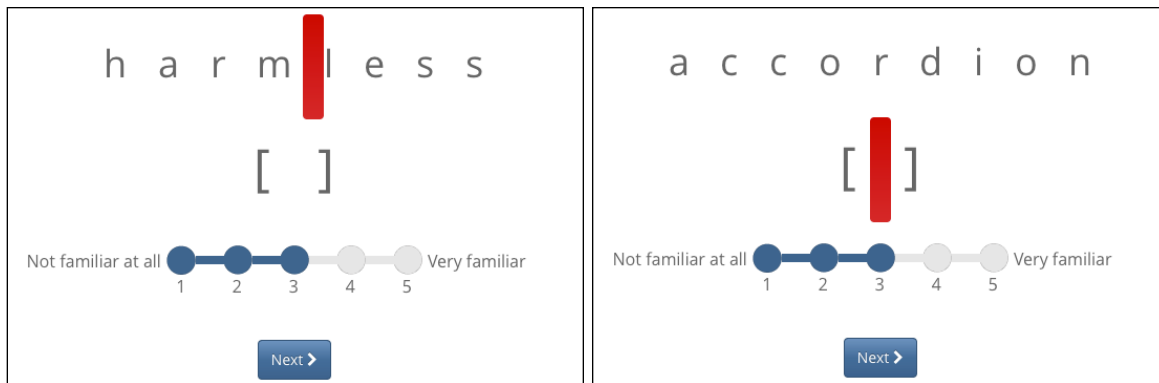 h a r m l e s s
[ ]
Not familiar at all Very familiar
1 2 3 4 5
Next
a c c o r d i o n
[ ]
Not familiar at all Very familiar
1 2 3 4 5
Next